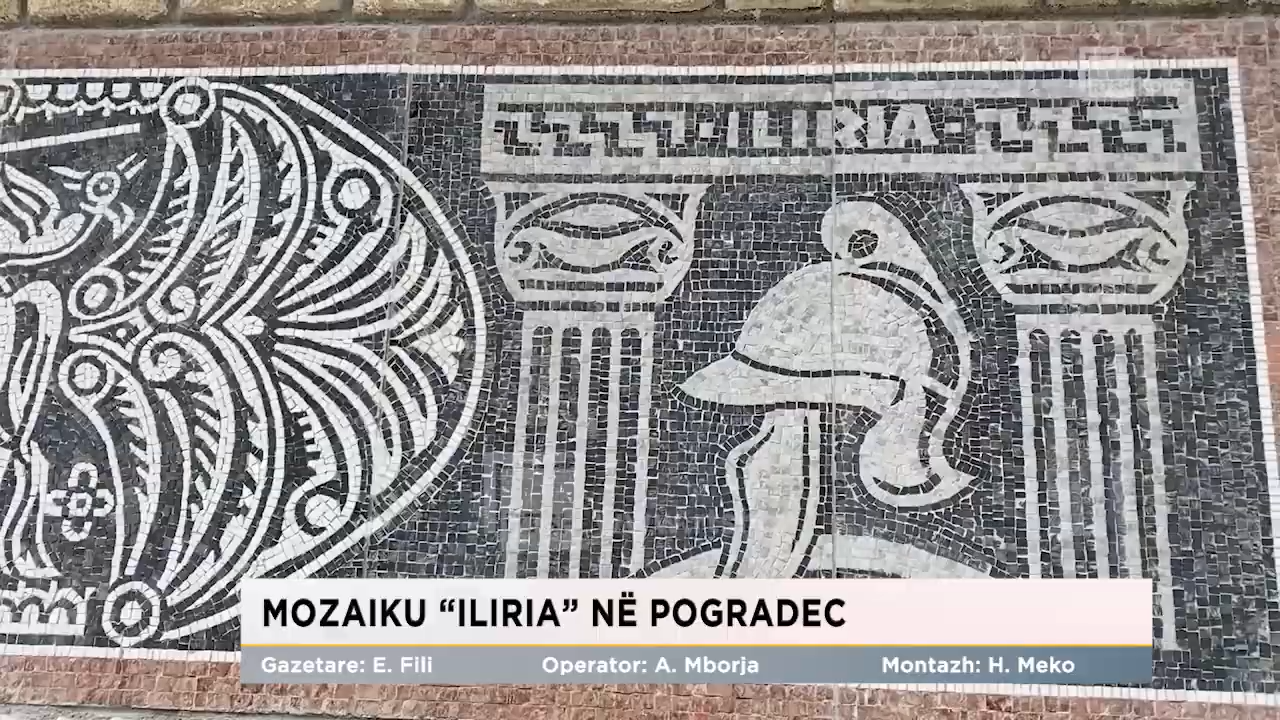 ·ILIRIA·
MOZAIKU “ILIRIA” NË POGRADEC
Gazetare: E. Fili
Operator: A. Mborja
Montazh: H. Meko